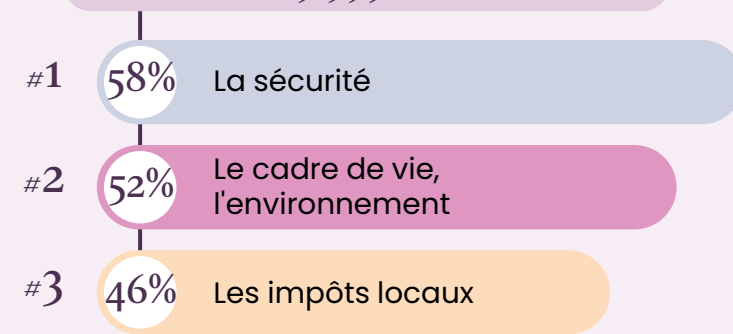 #1 58% La sécurité
#2 52% Le cadre de vie,
l'environnement
#3 46% Les impôts locaux